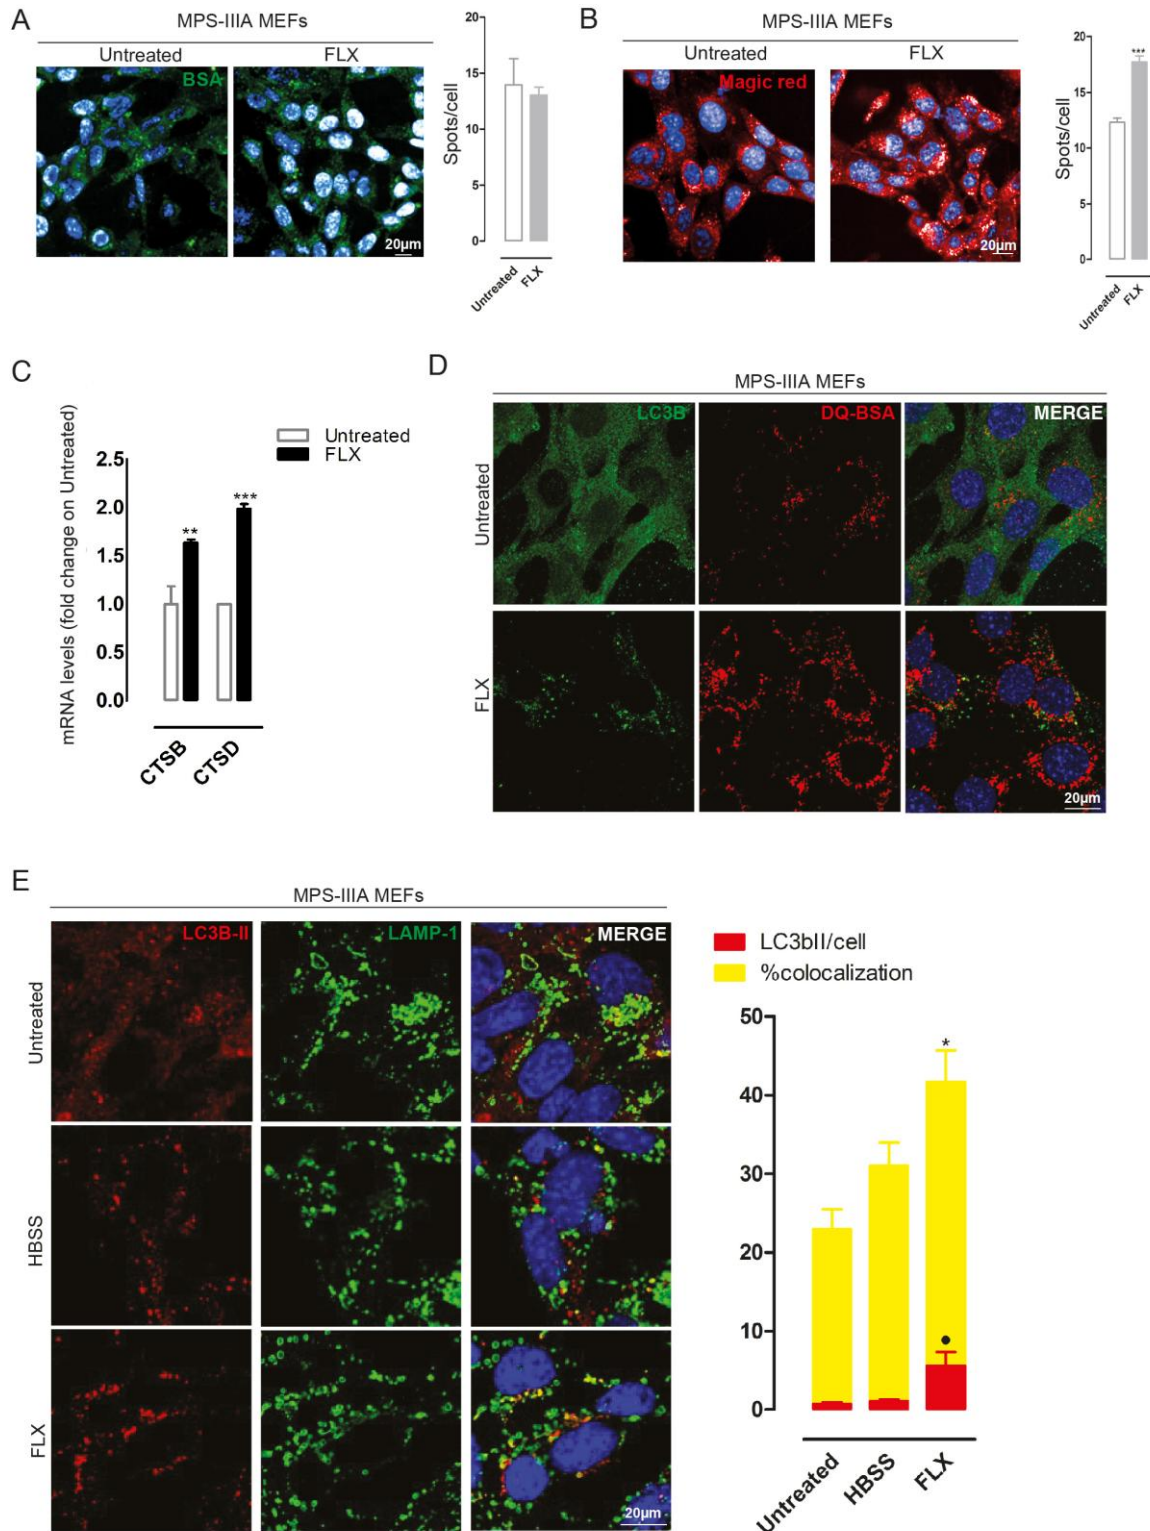 A
MPS-IIIA MEFs
Untreated FLX
BSA
20µm
Spots/cell
20
15
10
5
0
Untreated
FLX
B
MPS-IIIA MEFs
Untreated FLX
Magic red
20µm
Spots/cell
20
15
10
5
0
***
Untreated
FLX
C
mRNA levels (fold change on Untreated)
Untreated
FLX
2.5
2.0
1.5
1.0
0.5
0.0
**
***
CTSB
CTSD
D
MPS-IIIA MEFs
LC3B DQ-BSA MERGE
Untreated
FLX
20µm
E
MPS-IIIA MEFs
LC3B-II LAMP-1 MERGE
Untreated
HBSS
FLX
20µm
LC3bII/cell
%colocalization
50
40
30
20
10
0
*
•
Untreated
HBSS
FLX